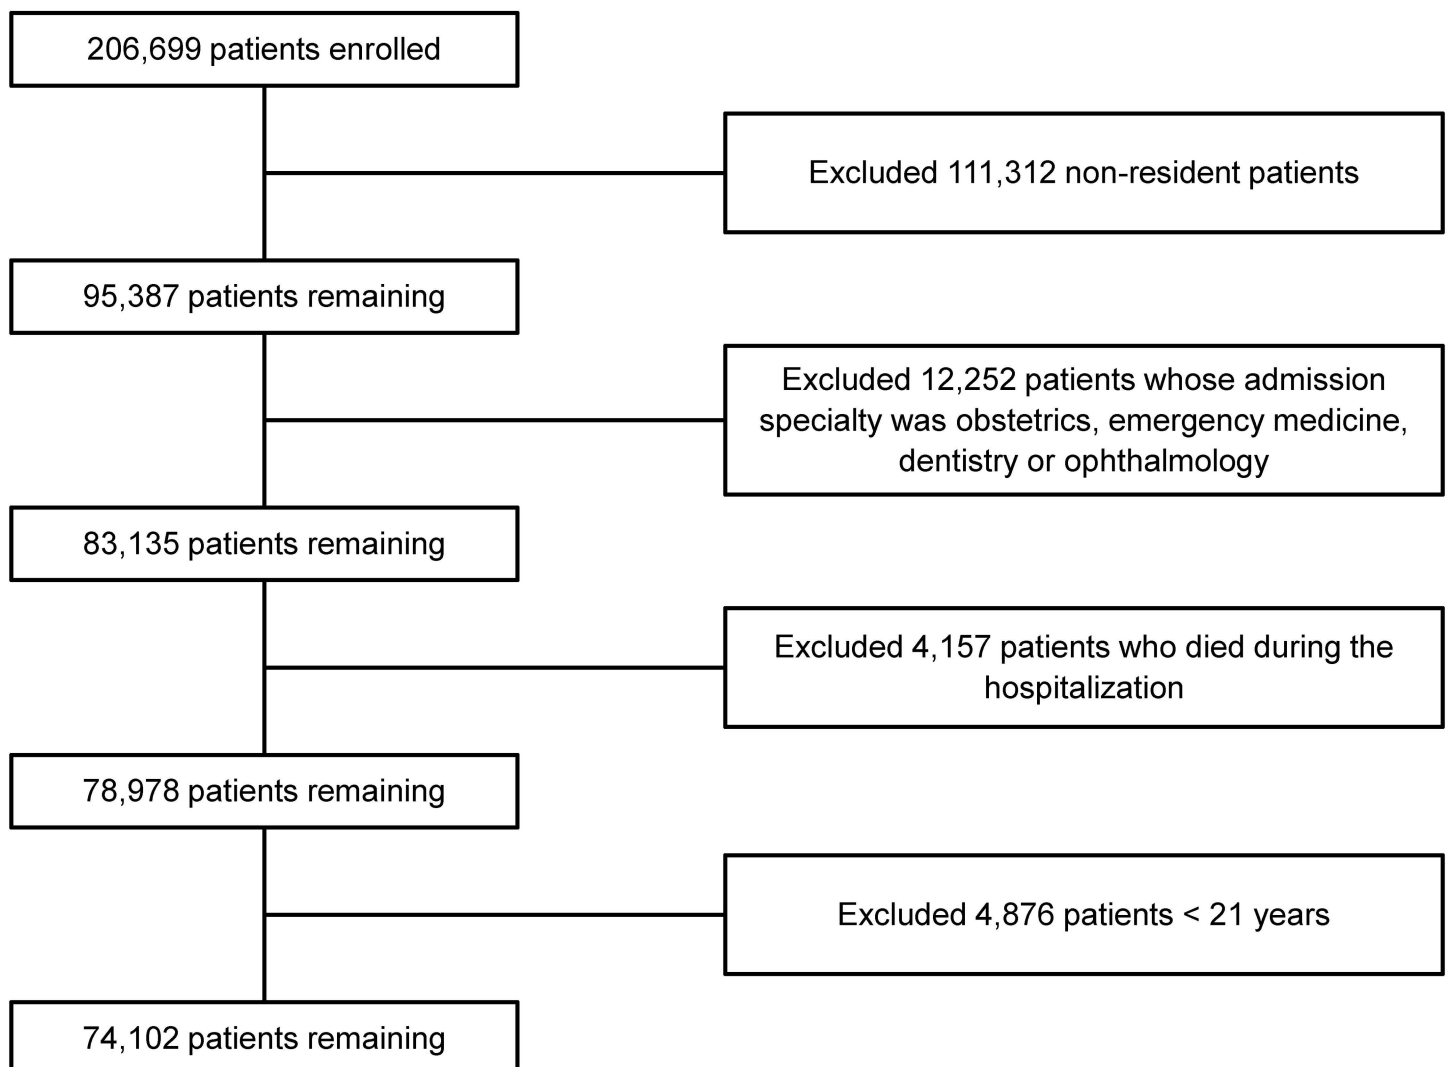 206,699 patients enrolled
Excluded 111,312 non-resident patients
95,387 patients remaining
Excluded 12,252 patients whose admission
specialty was obstetrics, emergency medicine,
dentistry or ophthalmology
83,135 patients remaining
Excluded 4,157 patients who died during the
hospitalization
78,978 patients remaining
Excluded 4,876 patients < 21 years
74,102 patients remaining